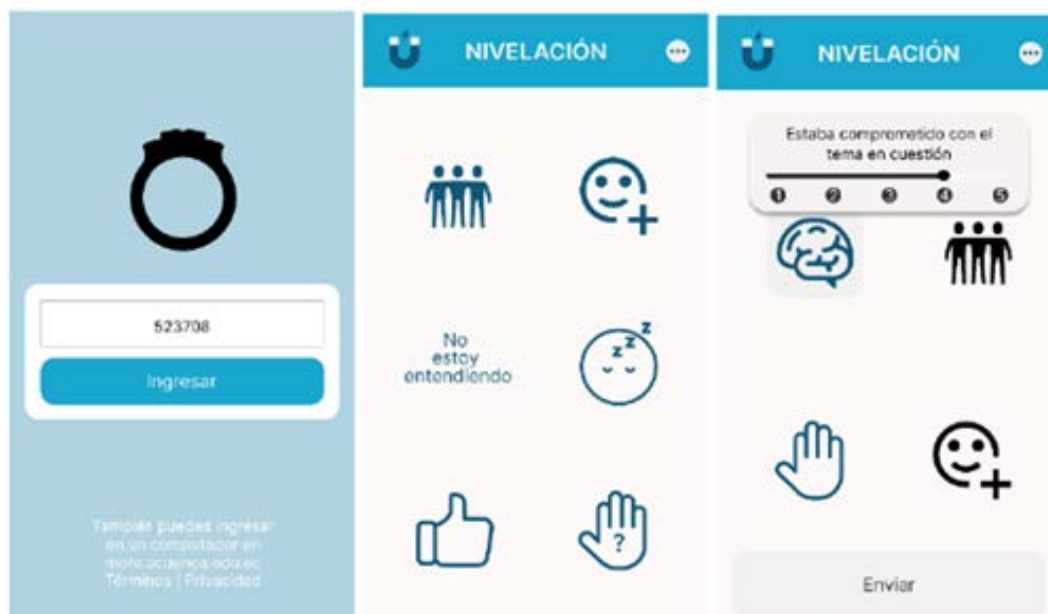 523708
Ingresar
También puedes ingresar
en un computador en
Términos | Privacidad
NIVELACIÓN
No
estoy
entendiendo
z z z
?
NIVELACIÓN
Estaba comprometido con el
tema en cuestión
1 2 3 4 5
Enviar